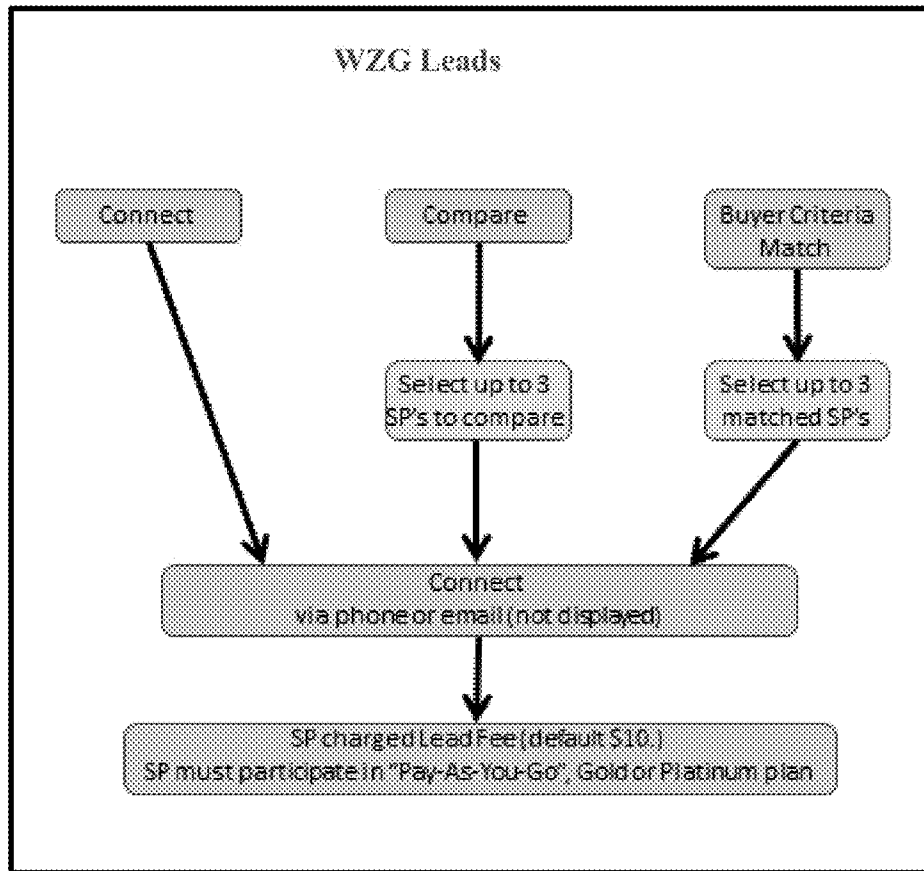 WZG Leads
Connect
Compare
Buyer Criteria
Match
Select up to 3
SP's to compare
Select up to 3
matched SP's
Connect
via phone or email (not displayed)
SP charged Lead Fee (default $10.)
SP must participate in "Pay-As-You-Go", Gold or Platinum plan